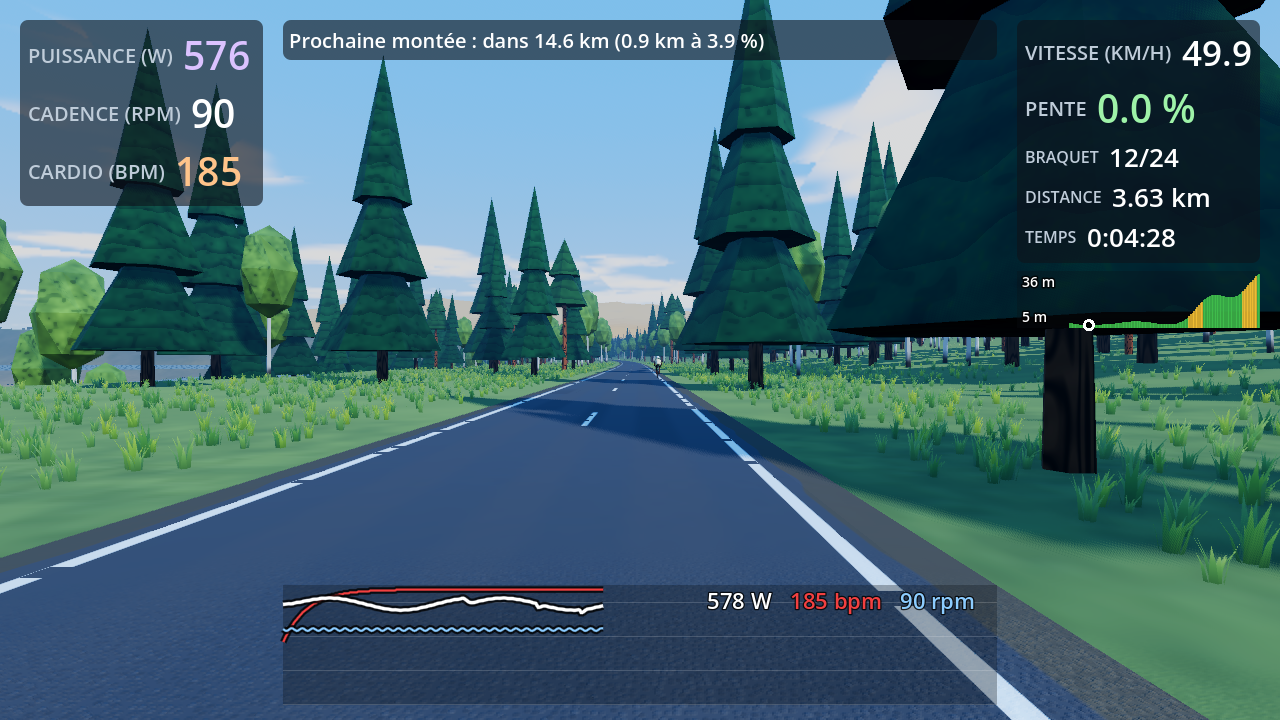 PUISSANCE (W) 576
CADENCE (RPM) 90
CARDIO (BPM) 185
Prochaine montée : dans 14.6 km (0.9 km à 3.9 %)
VITESSE (KM/H) 49.9
PENTE 0.0 %
BRAQUET 12/24
DISTANCE 3.63 km
TEMPS 0:04:28
36 m
5 m
578 W 185 bpm 90 rpm